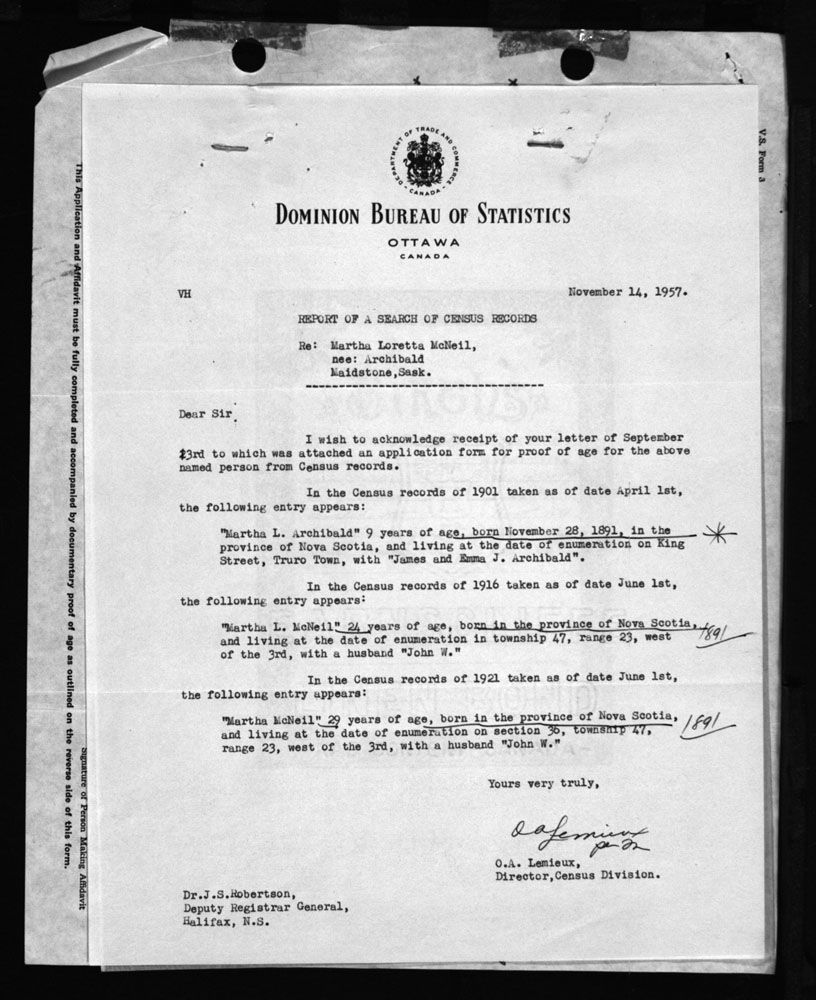 V.S. Form 3
This Application and Affidavit must be fully completed and accompanied by documentary proof of age as outlined on the reverse side of this form.
Signature of Person Making Affidavit
DEPARTMENT OF TRADE AND COMMERCE
CANADA
DOMINION BUREAU OF STATISTICS
OTTAWA
CANADA
VH
November 14, 1957.
REPORT OF A SEARCH OF CENSUS RECORDS
Re: Martha Loretta McNeil,
nee: Archibald
Maidstone,Sask.
Dear Sir:
I wish to acknowledge receipt of your letter of September
23rd to which was attached an application form for proof of age for the above
named person from Census records.
In the Census records of 1901 taken as of date April 1st,
the following entry appears:
"Martha L. Archibald" 9 years of age, born November 28, 1891, in the
province of Nova Scotia, and living at the date of enumeration on King
Street, Truro Town, with "James and Emma J. Archibald".
In the Census records of 1916 taken as of date June 1st,
the following entry appears:
"Martha L. McNeil" 24 years of age, born in the province of Nova Scotia, 1891
and living at the date of enumeration in township 47, range 23, west
of the 3rd, with a husband "John W."
In the Census records of 1921 taken as of date June 1st,
the following entry appears:
"Martha McNeil" 29 years of age, born in the province of Nova Scotia, 1891
and living at the date of enumeration on section 36, township 47,
range 23, west of the 3rd, with a husband "John W."
Yours very truly,
O A Lemieux
O.A. Lemieux,
Director,Census Division.
Dr.J.S.Robertson,
Deputy Registrar General,
Halifax, N.S.